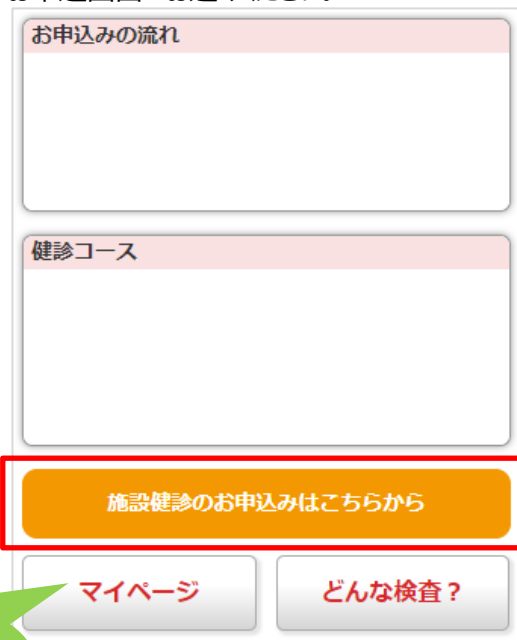 お申込みの流れ
健診コース
施設健診のお申込みはこちらから
マイページ
どんな検査？